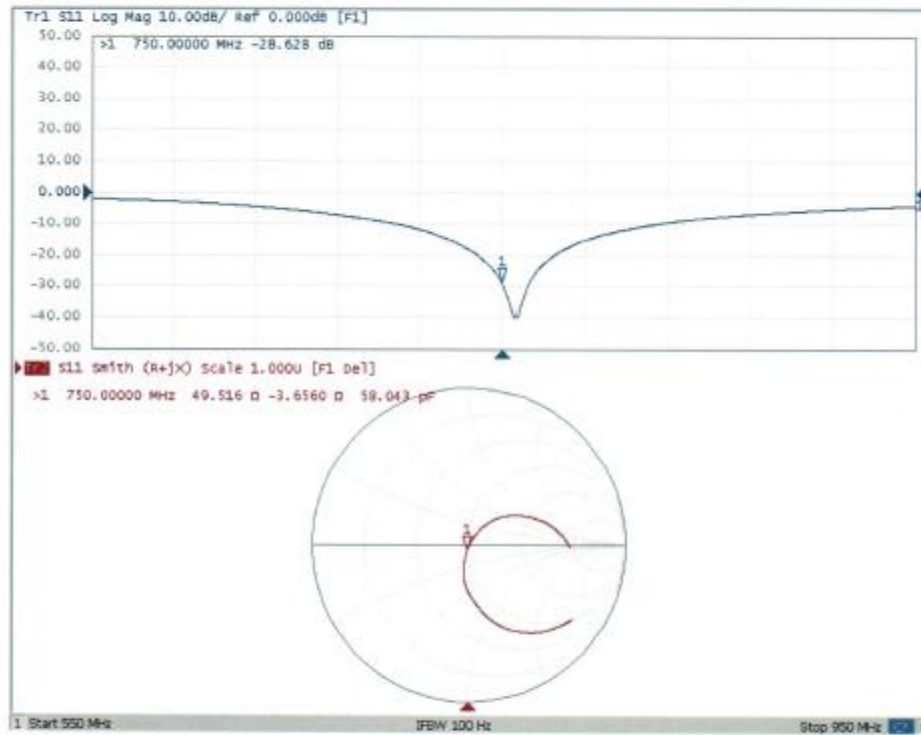 Tr1 S11 Log Mag 10.00dB/ Ref 0.000dB [F1]
50.00
>1 750.00000 MHz -28.628 dB
40.00
30.00
20.00
10.00
0.000
-10.00
-20.00
1
-30.00
-40.00
-50.00
S11 Smith (R+jX) Scale 1.000U [F1 Del]
>1 750.00000 MHz 49.516 Ω -3.6560 Ω 58.043 pF
1
1 Start 550 MHz IFBW 100 Hz Stop 950 MHz